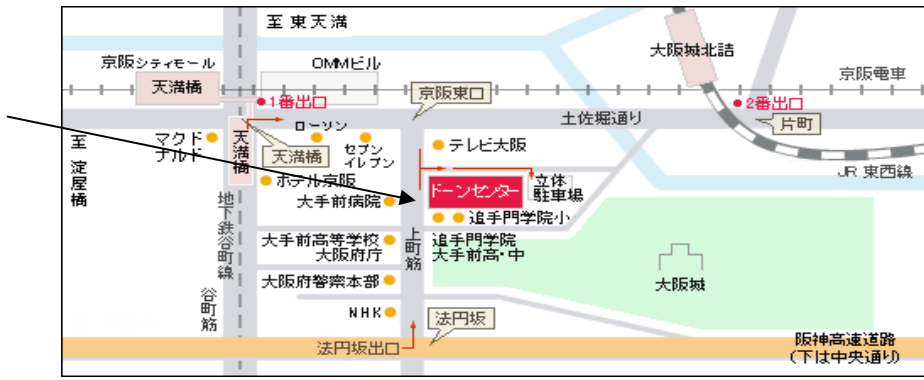 至東天満
京阪シティモール
OMMビル
大阪城北詰
天満橋
京阪電車
1番出口
京阪東口
2番出口
土佐堀通り
片町
至淀屋橋
マクド
ナルド
天満橋
ローソン
天満橋
セブン
イレブン
テレビ大阪
JR東西線
ホテル京阪
ドーンセンター
立体
駐車場
大手前病院
追手門学院小
地下鉄谷町線
上町筋
大手前高等学校
大阪府庁
追手門学院
大手前高・中
大阪府警察本部
大阪城
谷町筋
NHK
法円坂
法円坂出口
阪神高速道路
(下は中央通り)